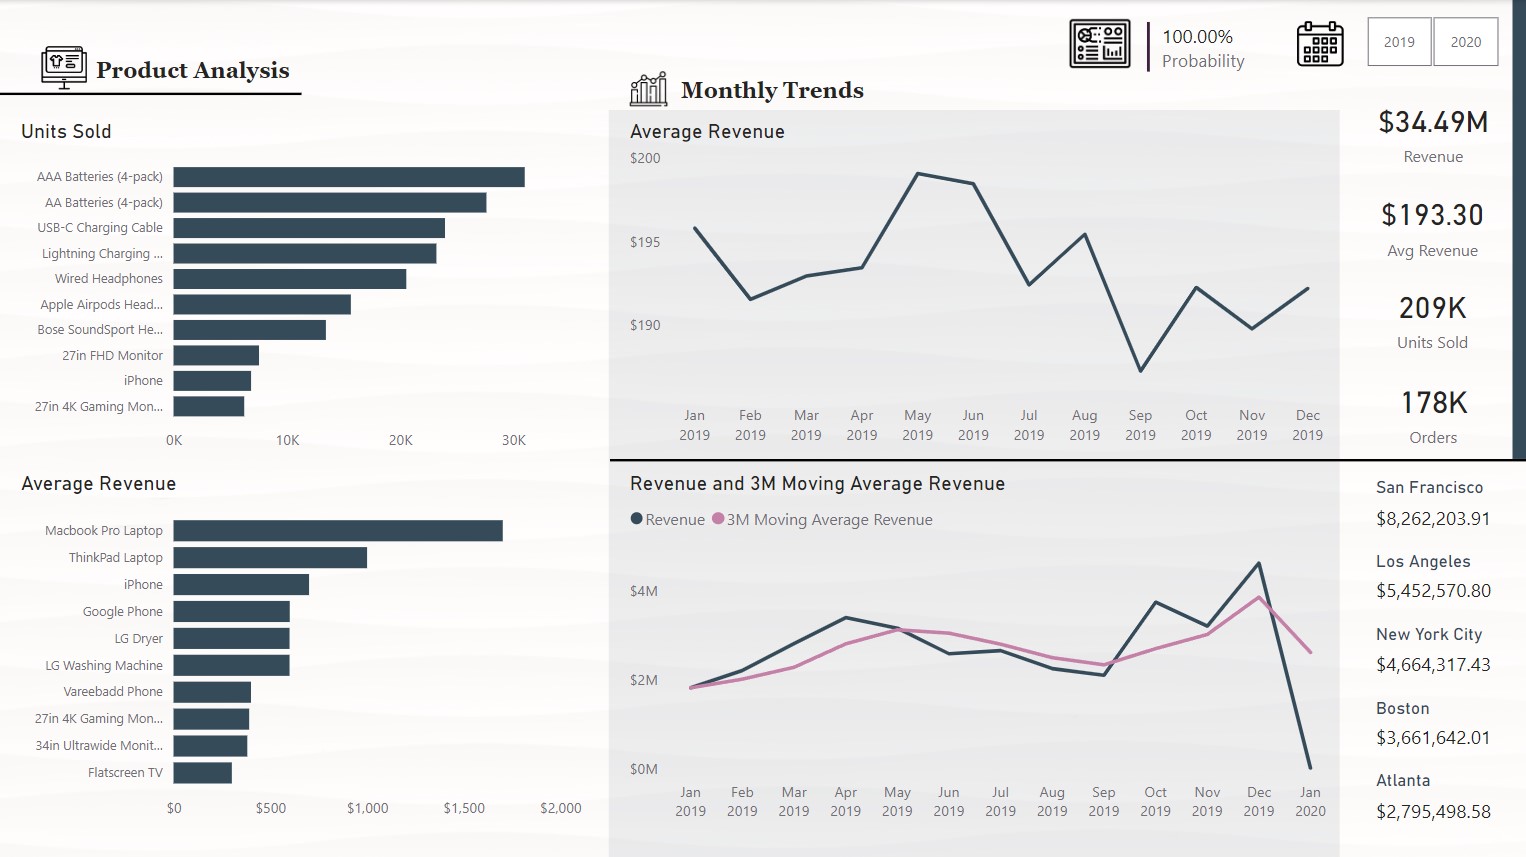 Product Analysis
Units Sold
AAA Batteries (4-pack)
AA Batteries (4-pack)
USB-C Charging Cable
Lightning Charging ...
Wired Headphones
Apple Airpods Head...
Bose SoundSport He...
27in FHD Monitor
iPhone
27in 4K Gaming Mon...
0K 10K 20K 30K
Average Revenue
Macbook Pro Laptop
ThinkPad Laptop
iPhone
Google Phone
LG Dryer
LG Washing Machine
Vareebadd Phone
27in 4K Gaming Mon...
34in Ultrawide Monit...
Flatscreen TV
$0 $500 $1,000 $1,500 $2,000
Monthly Trends
Average Revenue
$200
$195
$190
Jan Feb Mar Apr May Jun Jul Aug Sep Oct Nov Dec
2019 2019 2019 2019 2019 2019 2019 2019 2019 2019 2019 2019
Revenue and 3M Moving Average Revenue
Revenue 3M Moving Average Revenue
$4M
$2M
$0M
Jan Feb Mar Apr May Jun Jul Aug Sep Oct Nov Dec Jan
2019 2019 2019 2019 2019 2019 2019 2019 2019 2019 2019 2019 2020
100.00%
Probability
2019 2020
$34.49M
Revenue
$193.30
Avg Revenue
209K
Units Sold
178K
Orders
San Francisco
$8,262,203.91
Los Angeles
$5,452,570.80
New York City
$4,664,317.43
Boston
$3,661,642.01
Atlanta
$2,795,498.58